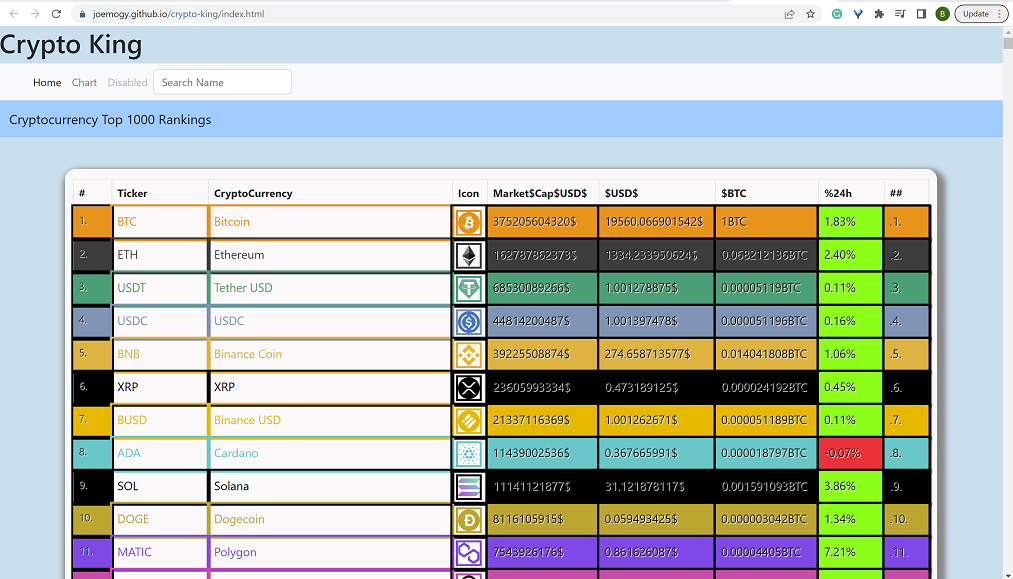 joemogy.github.io/crypto-king/index.html B Update
Crypto King
Home Chart Disabled Search Name
Cryptocurrency Top 1000 Rankings
# Ticker CryptoCurrency Icon Market$Cap$USD$ $USD$ $BTC %24h ##
1. BTC Bitcoin 375205604320$ 19560.066901542$ 1BTC 1.83% .1.
2. ETH Ethereum 162787862373$ 1334.233950624$ 0.068212136BTC 2.40% .2.
3. USDT Tether USD 68530089266$ 1.001278875$ 0.00005119BTC 0.11% .3.
4. USDC USDC 44814200487$ 1.001397478$ 0.000051196BTC 0.16% .4.
5. BNB Binance Coin 39225508874$ 274.658713577$ 0.014041808BTC 1.06% .5.
6. XRP XRP 23605993334$ 0.473189125$ 0.000024192BTC 0.45% .6.
7. BUSD Binance USD 21337116369$ 1.001262671$ 0.000051189BTC 0.11% .7.
8. ADA Cardano 11439002536$ 0.367665991$ 0.000018797BTC -0.07% .8.
9. SOL Solana 11141121877$ 31.121878117$ 0.001591093BTC 3.86% .9.
10. DOGE Dogecoin 8116105915$ 0.059493425$ 0.000003042BTC 1.34% .10.
11. MATIC Polygon 7543926176$ 0.861626087$ 0.00004405BTC 7.21% .11.